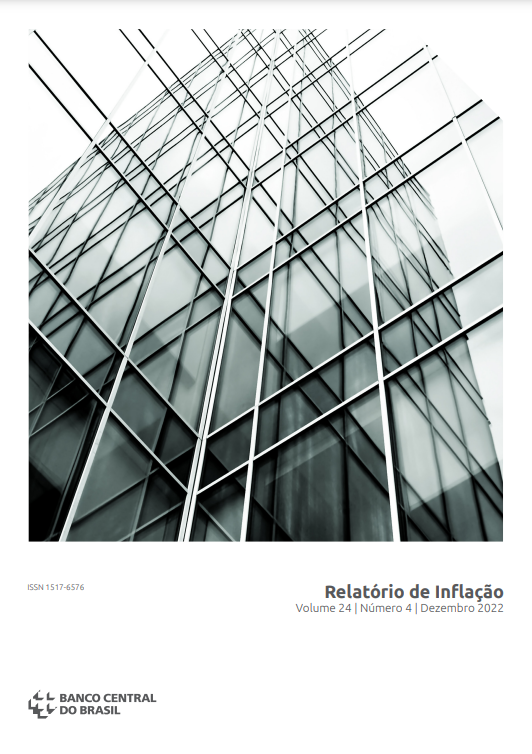 ISSN 1517-6576
Relatório de Inflação
Volume 24 | Número 4 | Dezembro 2022
BANCO CENTRAL
DO BRASIL